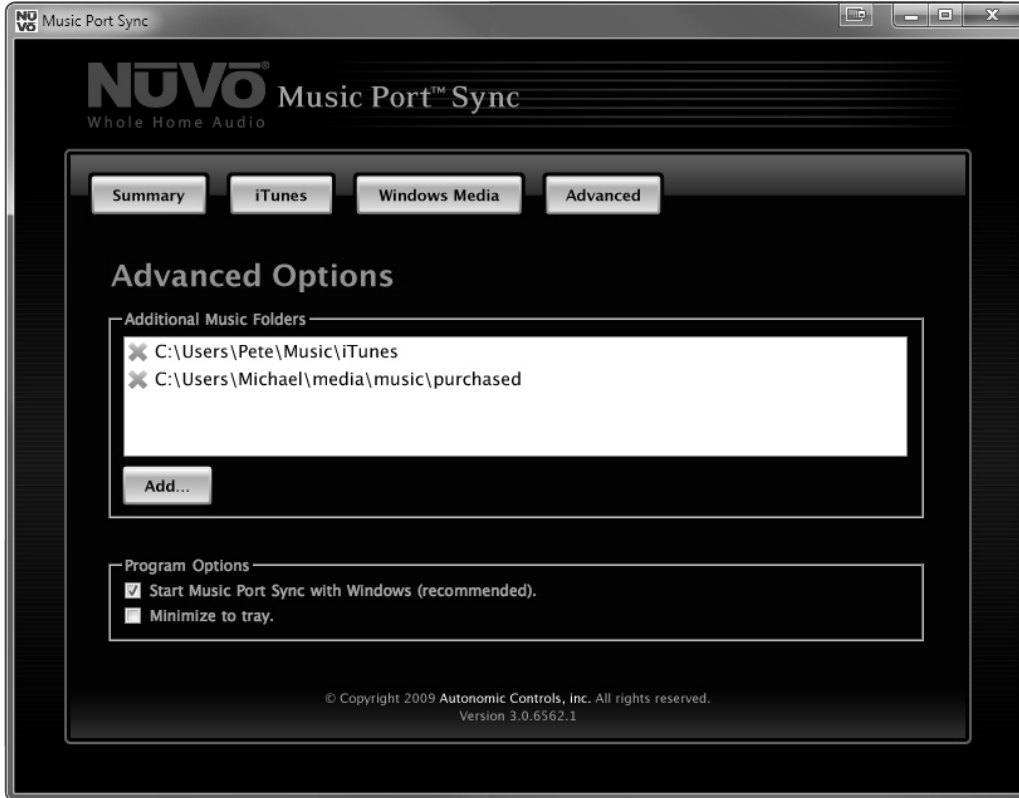 NŪVO Music Port Sync
NŪVŌ® Music Port™ Sync
Whole Home Audio
Summary iTunes Windows Media Advanced
Advanced Options
Additional Music Folders
C:\Users\Pete\Music\iTunes
C:\Users\Michael\media\music\purchased
Add...
Program Options
Start Music Port Sync with Windows (recommended).
Minimize to tray.
© Copyright 2009 Autonomic Controls, inc. All rights reserved.
Version 3.0.6562.1